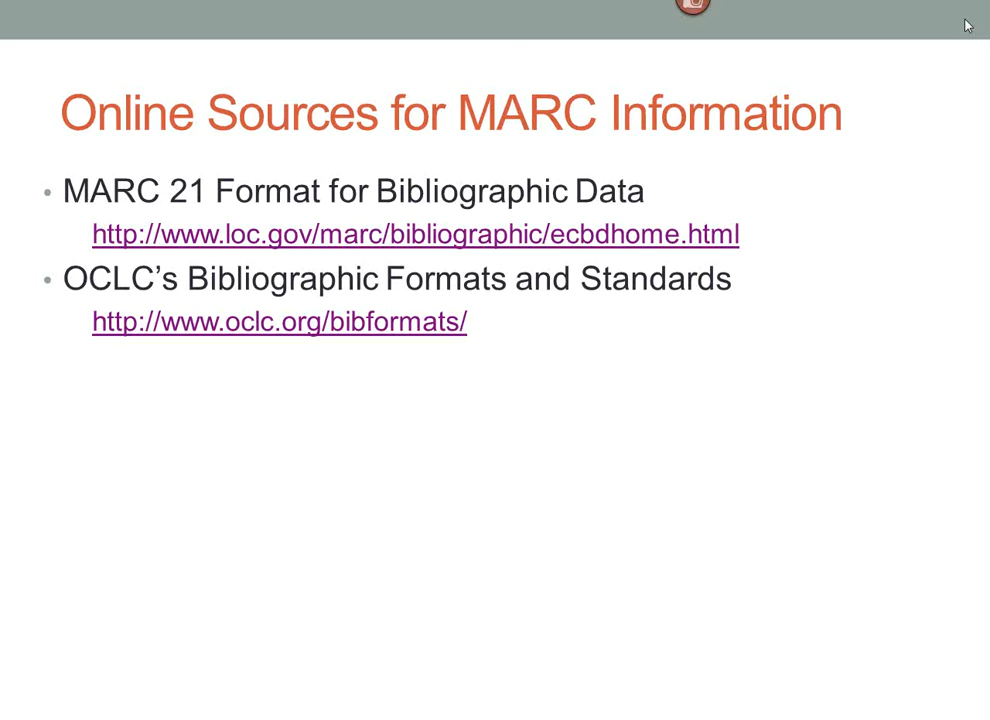 Online Sources for MARC Information
• MARC 21 Format for Bibliographic Data
http://www.loc.gov/marc/bibliographic/ecbdhome.html
• OCLC’s Bibliographic Formats and Standards
http://www.oclc.org/bibformats/